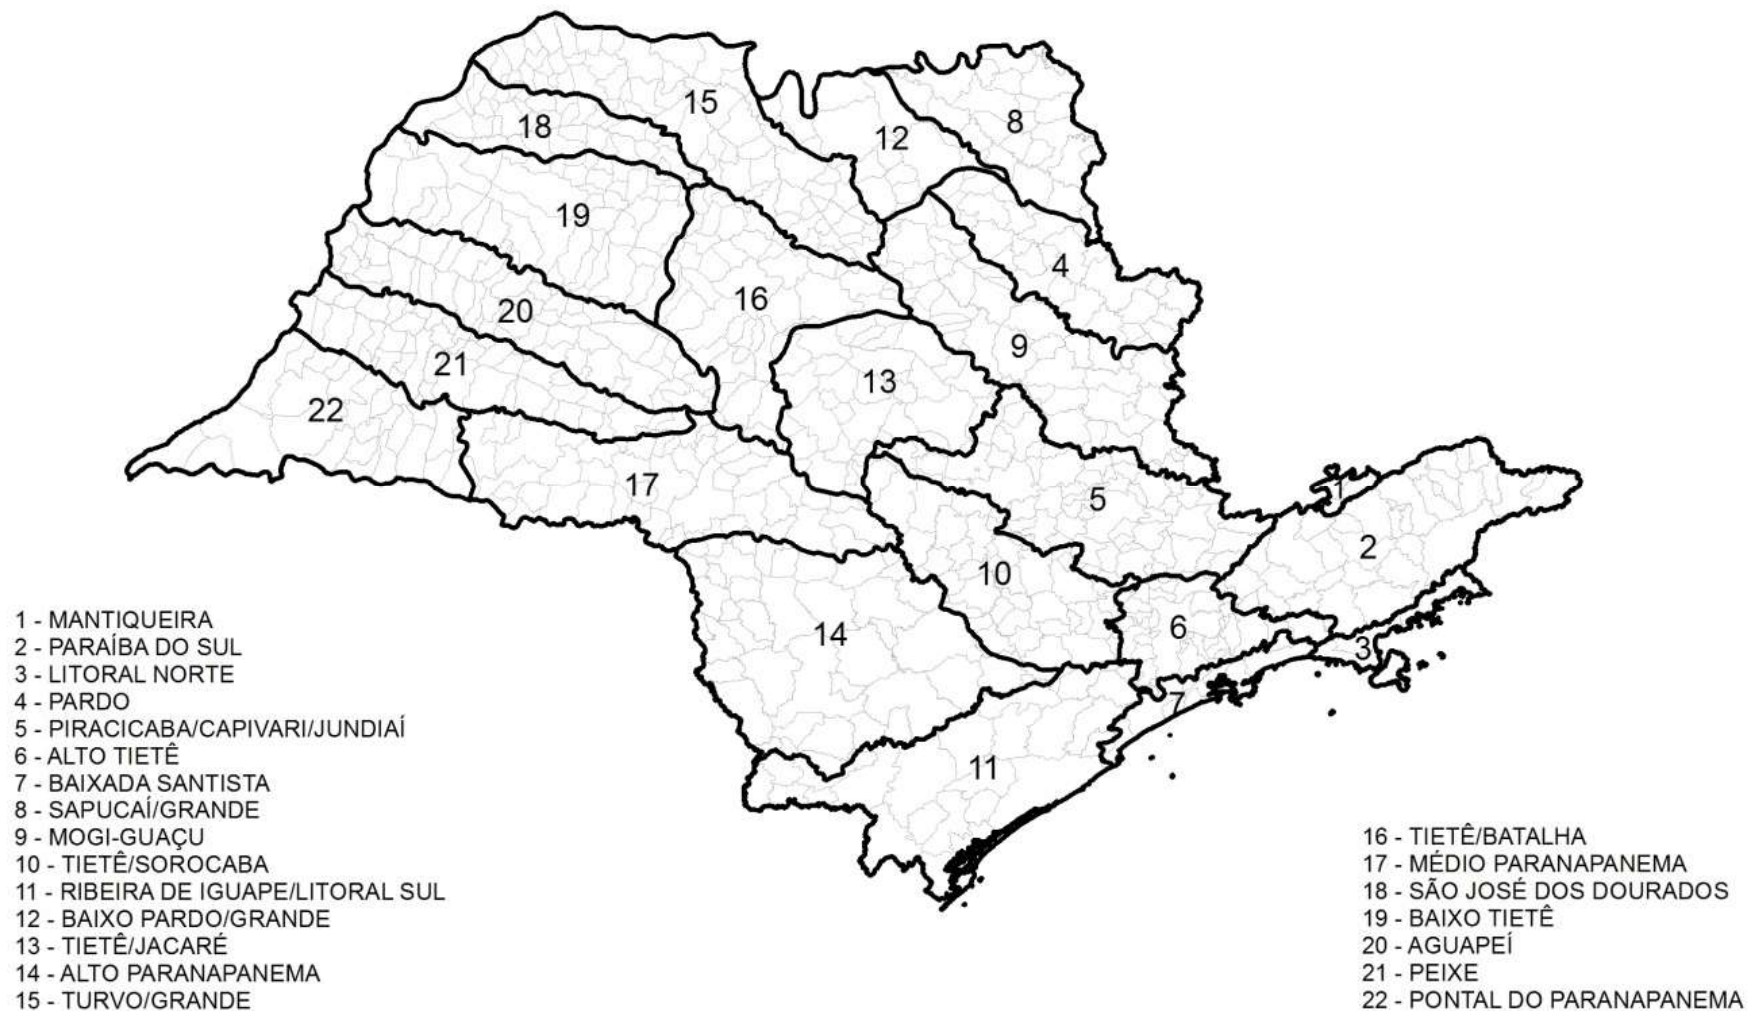 15
8
18
12
19
4
16
20
9
21
13
22
17
5
1
2
10
6
14
3
7
11
1 - MANTIQUEIRA
2 - PARAÍBA DO SUL
3 - LITORAL NORTE
4 - PARDO
5 - PIRACICABA/CAPIVARI/JUNDIAÍ
6 - ALTO TIETÊ
7 - BAIXADA SANTISTA
8 - SAPUCAÍ/GRANDE
9 - MOGI-GUAÇU
10 - TIETÊ/SOROCABA
11 - RIBEIRA DE IGUAPE/LITORAL SUL
12 - BAIXO PARDO/GRANDE
13 - TIETÊ/JACARÉ
14 - ALTO PARANAPANEMA
15 - TURVO/GRANDE
16 - TIETÊ/BATALHA
17 - MÉDIO PARANAPANEMA
18 - SÃO JOSÉ DOS DOURADOS
19 - BAIXO TIETÊ
20 - AGUAPEÍ
21 - PEIXE
22 - PONTAL DO PARANAPANEMA